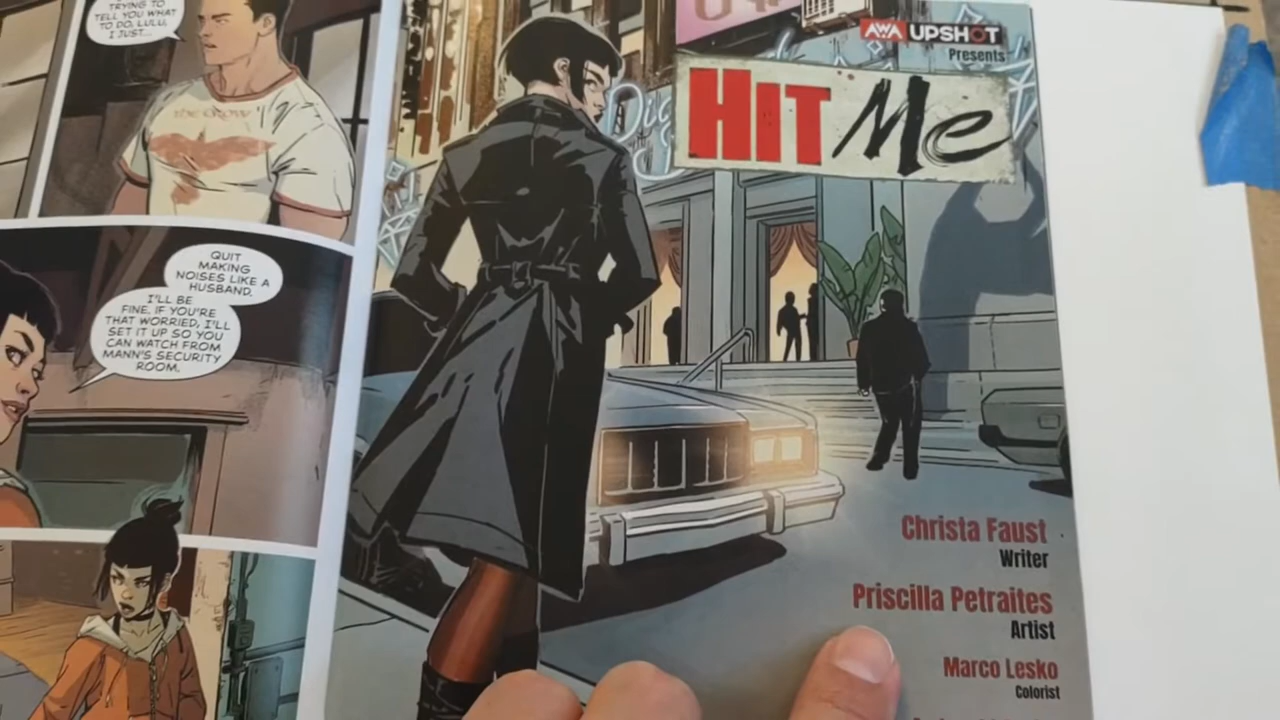 TRYING TO
TELL YOU WHAT
TO DO, LULU.
I JUST...
THE CROW
QUIT
MAKING
NOISES LIKE A
HUSBAND.
I'LL BE
FINE. IF YOU'RE
THAT WORRIED, I'LL
SET IT UP SO YOU
CAN WATCH FROM
MANN'S SECURITY
ROOM.
AWA UPSHOT
Presents
HIT Me
Christa Faust
Writer
Priscilla Petraites
Artist
Marco Lesko
Colorist